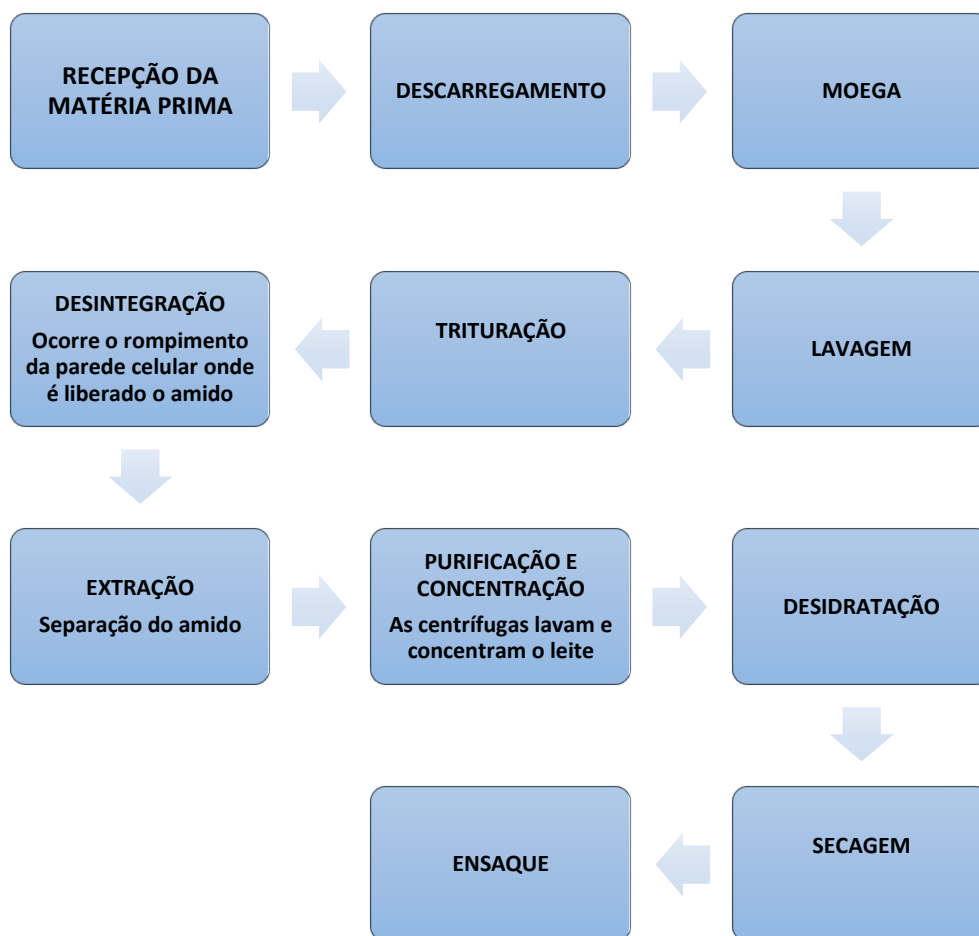 RECEPÇÃO DA
MATÉRIA PRIMA
DESCARREGAMENTO
MOEGA
LAVAGEM
TRITURAÇÃO
DESINTEGRAÇÃO
Ocorre o rompimento
da parede celular onde
é liberado o amido
EXTRAÇÃO
Separação do amido
PURIFICAÇÃO E
CONCENTRAÇÃO
As centrífugas lavam e
concentram o leite
DESIDRATAÇÃO
SECAGEM
ENSAQUE